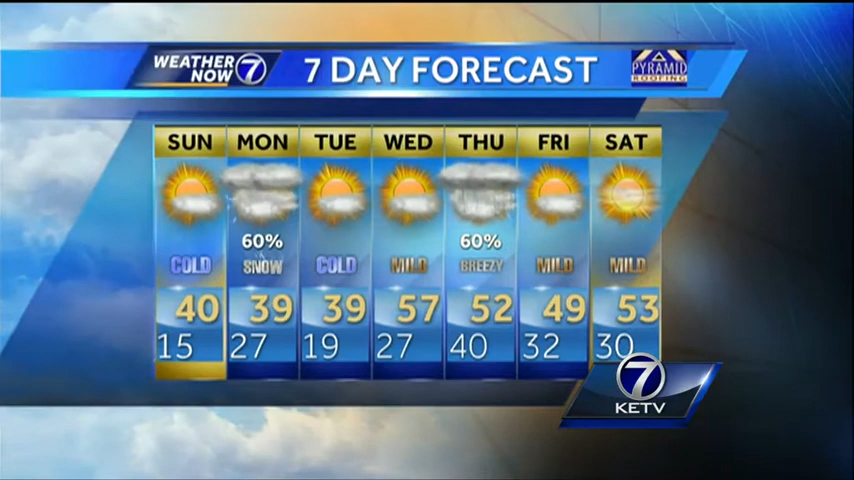 WEATHER
NOW 7
7 DAY FORECAST
PYRAMID
ROOFING
SUN MON TUE WED THU FRI SAT
60% 60%
COLD SNOW COLD MILD BREEZY MILD MILD
40 39 39 57 52 49 53
15 27 19 27 40 32 30
7
KETV